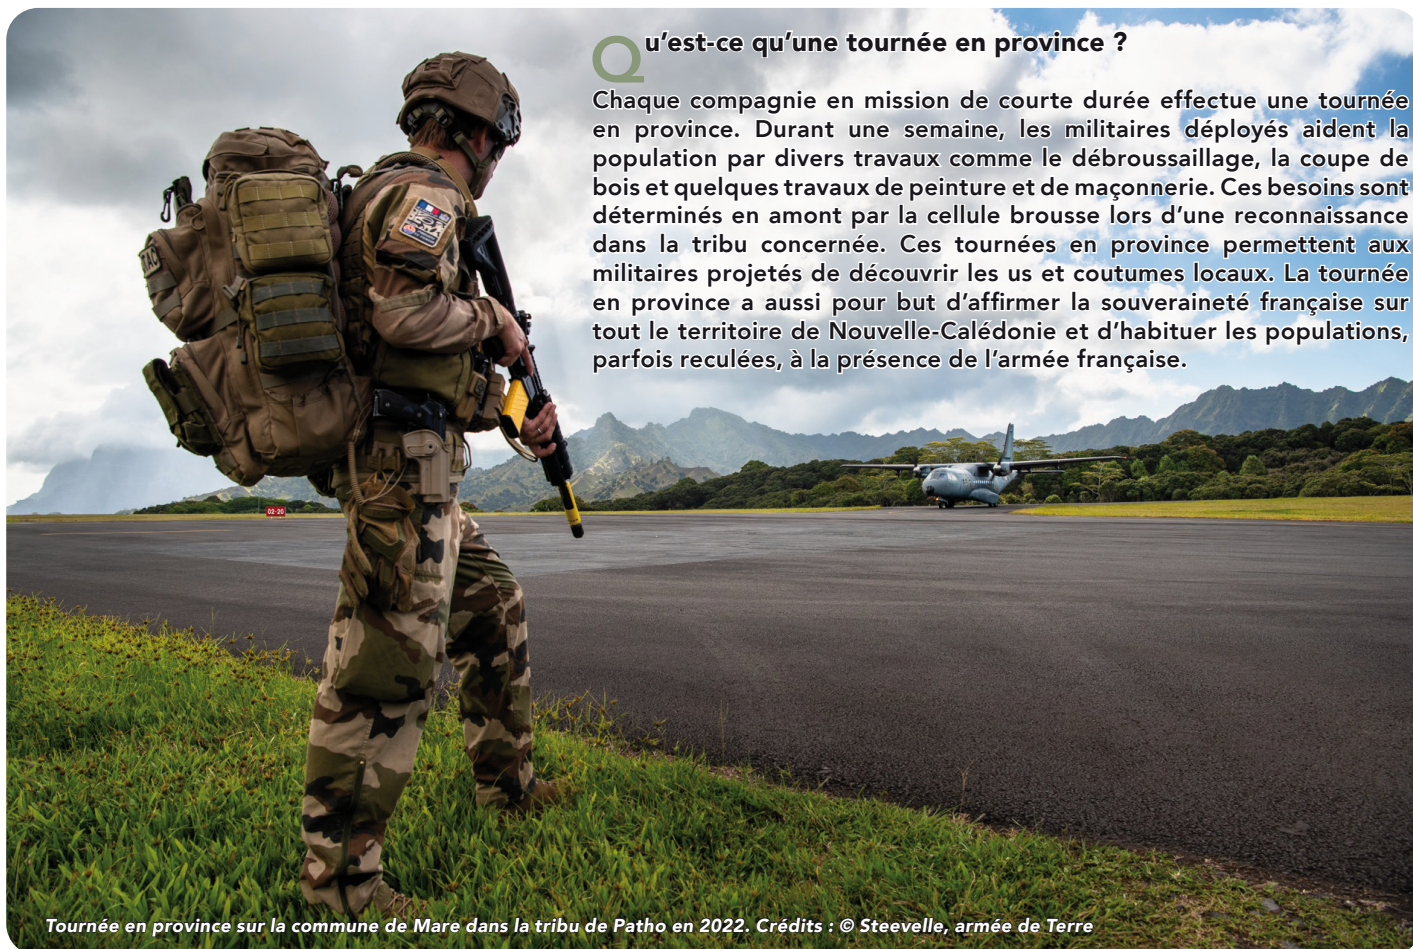 Qu’est-ce qu’une tournée en province ?
Chaque compagnie en mission de courte durée effectue une tournée
en province. Durant une semaine, les militaires déployés aident la
population par divers travaux comme le débroussaillage, la coupe de
bois et quelques travaux de peinture et de maçonnerie. Ces besoins sont
déterminés en amont par la cellule brousse lors d’une reconnaissance
dans la tribu concernée. Ces tournées en province permettent aux
militaires projetés de découvrir les us et coutumes locaux. La tournée
en province a aussi pour but d’affirmer la souveraineté française sur
tout le territoire de Nouvelle-Calédonie et d’habituer les populations,
parfois reculées, à la présence de l’armée française.
02-20
Tournée en province sur la commune de Mare dans la tribu de Patho en 2022. Crédits : © Steevelle, armée de Terre